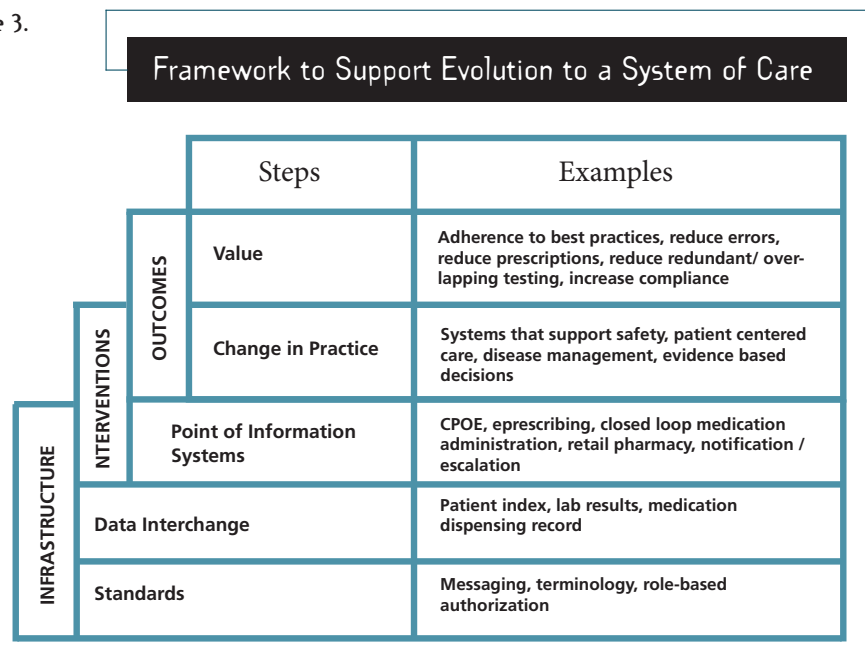 e 3.
Framework to Support Evolution to a System of Care
Steps
Examples
OUTCOMES
Value
Adherence to best practices, reduce errors,
reduce prescriptions, reduce redundant/ over-
lapping testing, increase compliance
NTERVENTIONS
Change in Practice
Systems that support safety, patient centered
care, disease management, evidence based
decisions
INFRASTRUCTURE
Point of Information
Systems
CPOE, eprescribing, closed loop medication
administration, retail pharmacy, notification /
escalation
Data Interchange
Patient index, lab results, medication
dispensing record
Standards
Messaging, terminology, role-based
authorization